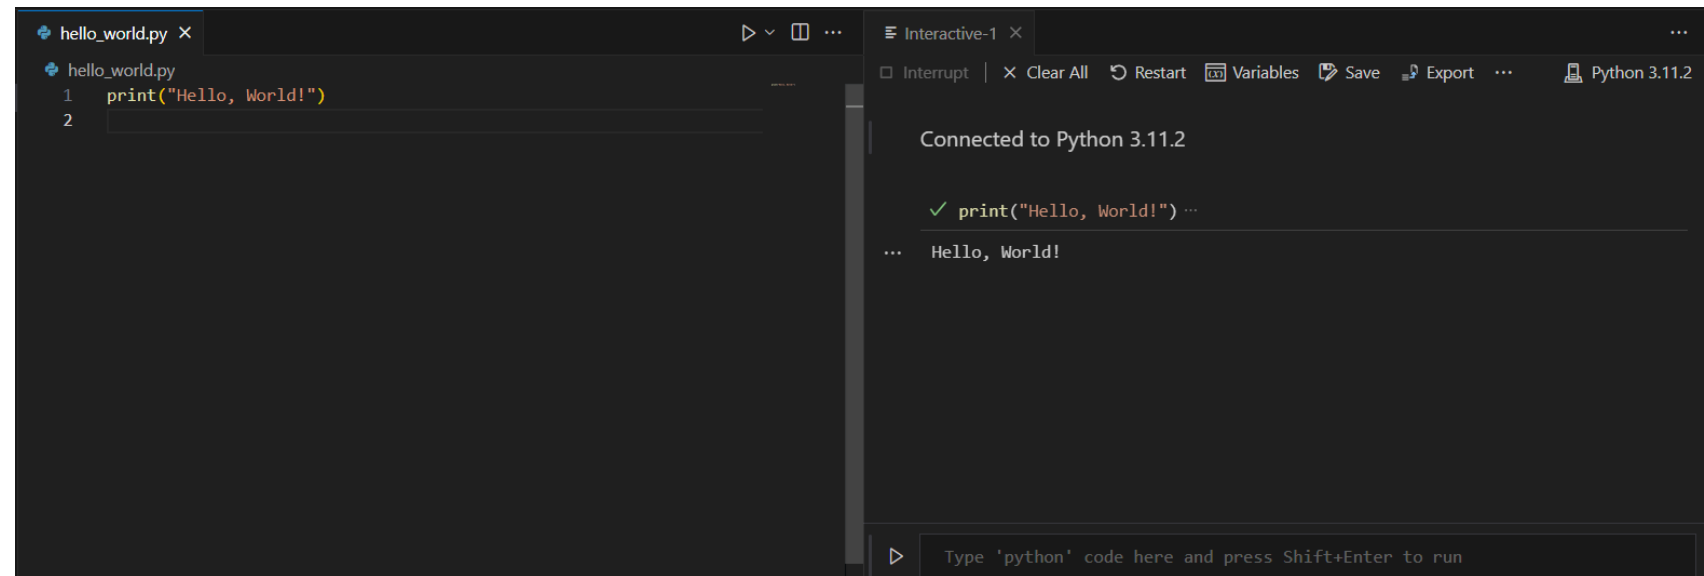 hello_world.py
hello_world.py
1 print("Hello, World!")
2
Interactive-1
Interrupt Clear All Restart Variables Save Export Python 3.11.2
Connected to Python 3.11.2
print("Hello, World!")
Hello, World!
Type 'python' code here and press Shift+Enter to run